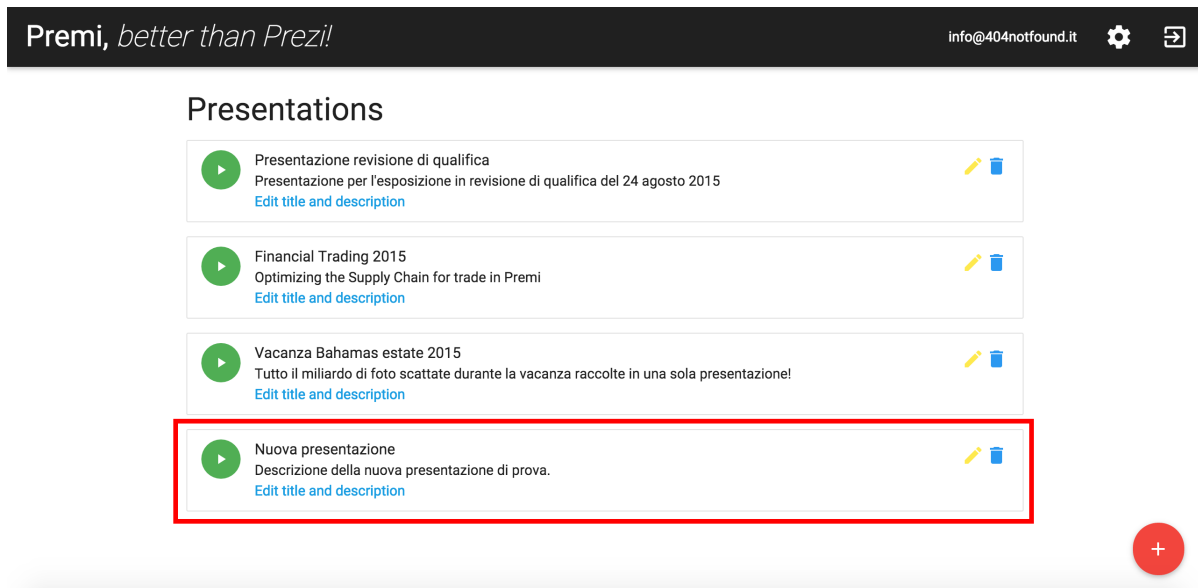 Premi, better than Prezi!
info@404notfound.it
Presentations
Presentazione revisione di qualifica
Presentazione per l'esposizione in revisione di qualifica del 24 agosto 2015
Edit title and description
Financial Trading 2015
Optimizing the Supply Chain for trade in Premi
Edit title and description
Vacanza Bahamas estate 2015
Tutto il miliardo di foto scattate durante la vacanza raccolte in una sola presentazione!
Edit title and description
Nuova presentazione
Descrizione della nuova presentazione di prova.
Edit title and description